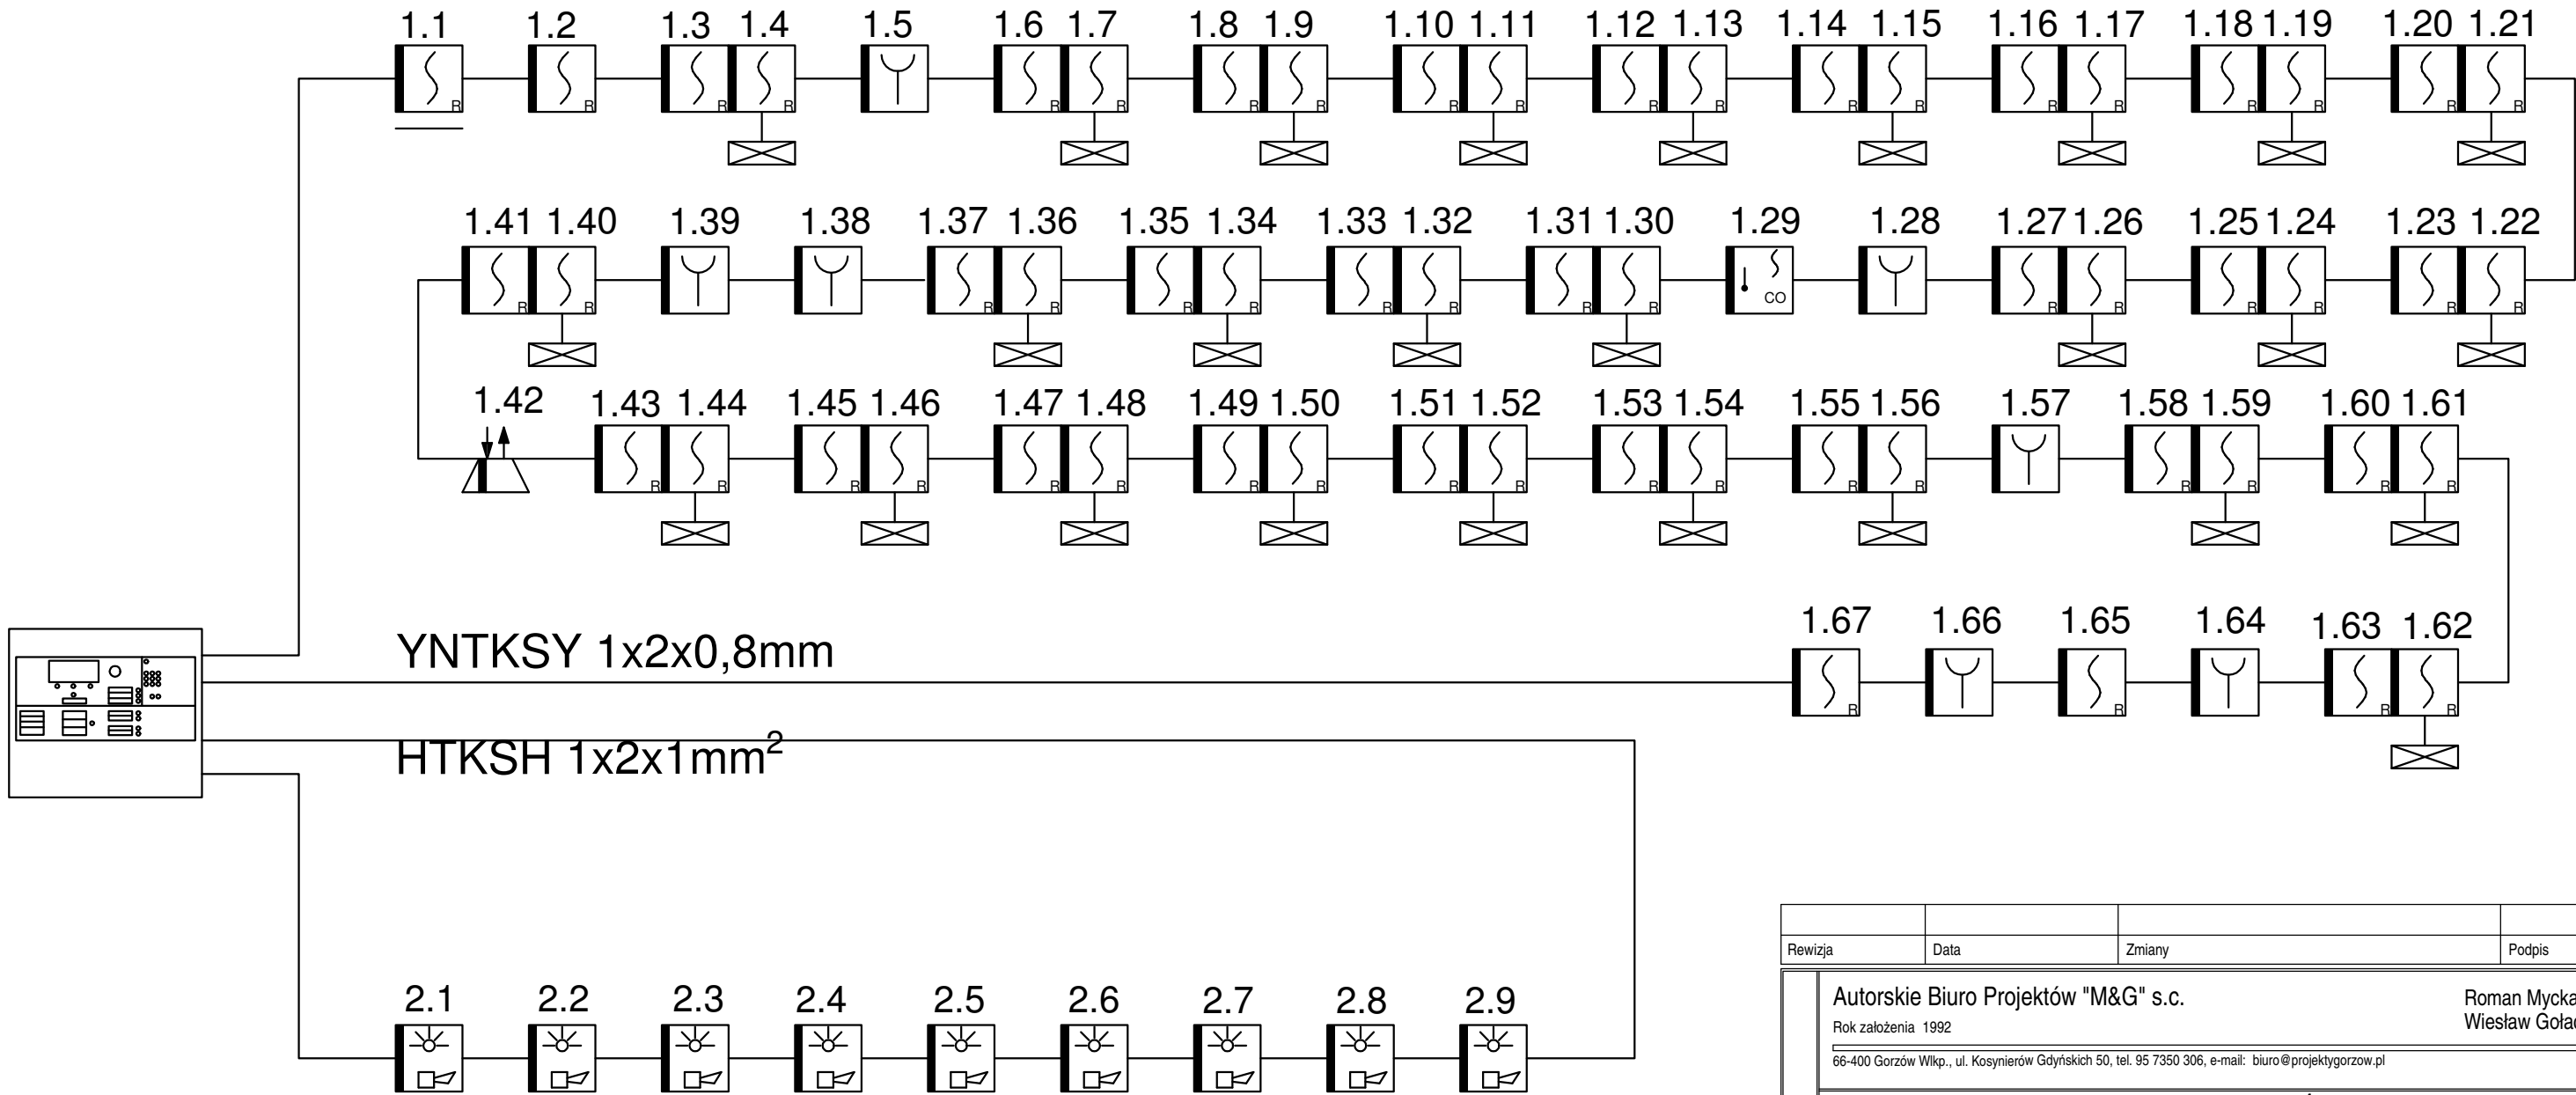 1.1 1.2 1.3 1.4 1.5 1.6 1.7 1.8 1.9 1.10 1.11 1.12 1.13 1.14 1.15 1.16 1.17 1.18 1.19 1.20 1.21
R R R R R R R R R R R R R R R R R R R R
1.41 1.40 1.39 1.38 1.37 1.36 1.35 1.34 1.33 1.32 1.31 1.30 1.29 1.28 1.27 1.26 1.25 1.24 1.23 1.22
R R R R R R R R R R CO R R R R R R
1.42 1.43 1.44 1.45 1.46 1.47 1.48 1.49 1.50 1.51 1.52 1.53 1.54 1.55 1.56 1.57 1.58 1.59 1.60 1.61
R R R R R R R R R R R R R R R R R R
1.67 1.66 1.65 1.64 1.63 1.62
R R R R
YNTKSY 1x2x0,8mm
HTKSH 1x2x1mm²
2.1 2.2 2.3 2.4 2.5 2.6 2.7 2.8 2.9
Rewizja Data Zmiany Podpis
Autorskie Biuro Projektów "M&G" s.c.
Roman Mycka
Rok założenia 1992
Wiesław
66-400 Gorzów Wlkp., ul. Kosynierów Gdyńskich 50, tel. 95 7350 306, e-mail: biuro@projektygorzow.pl